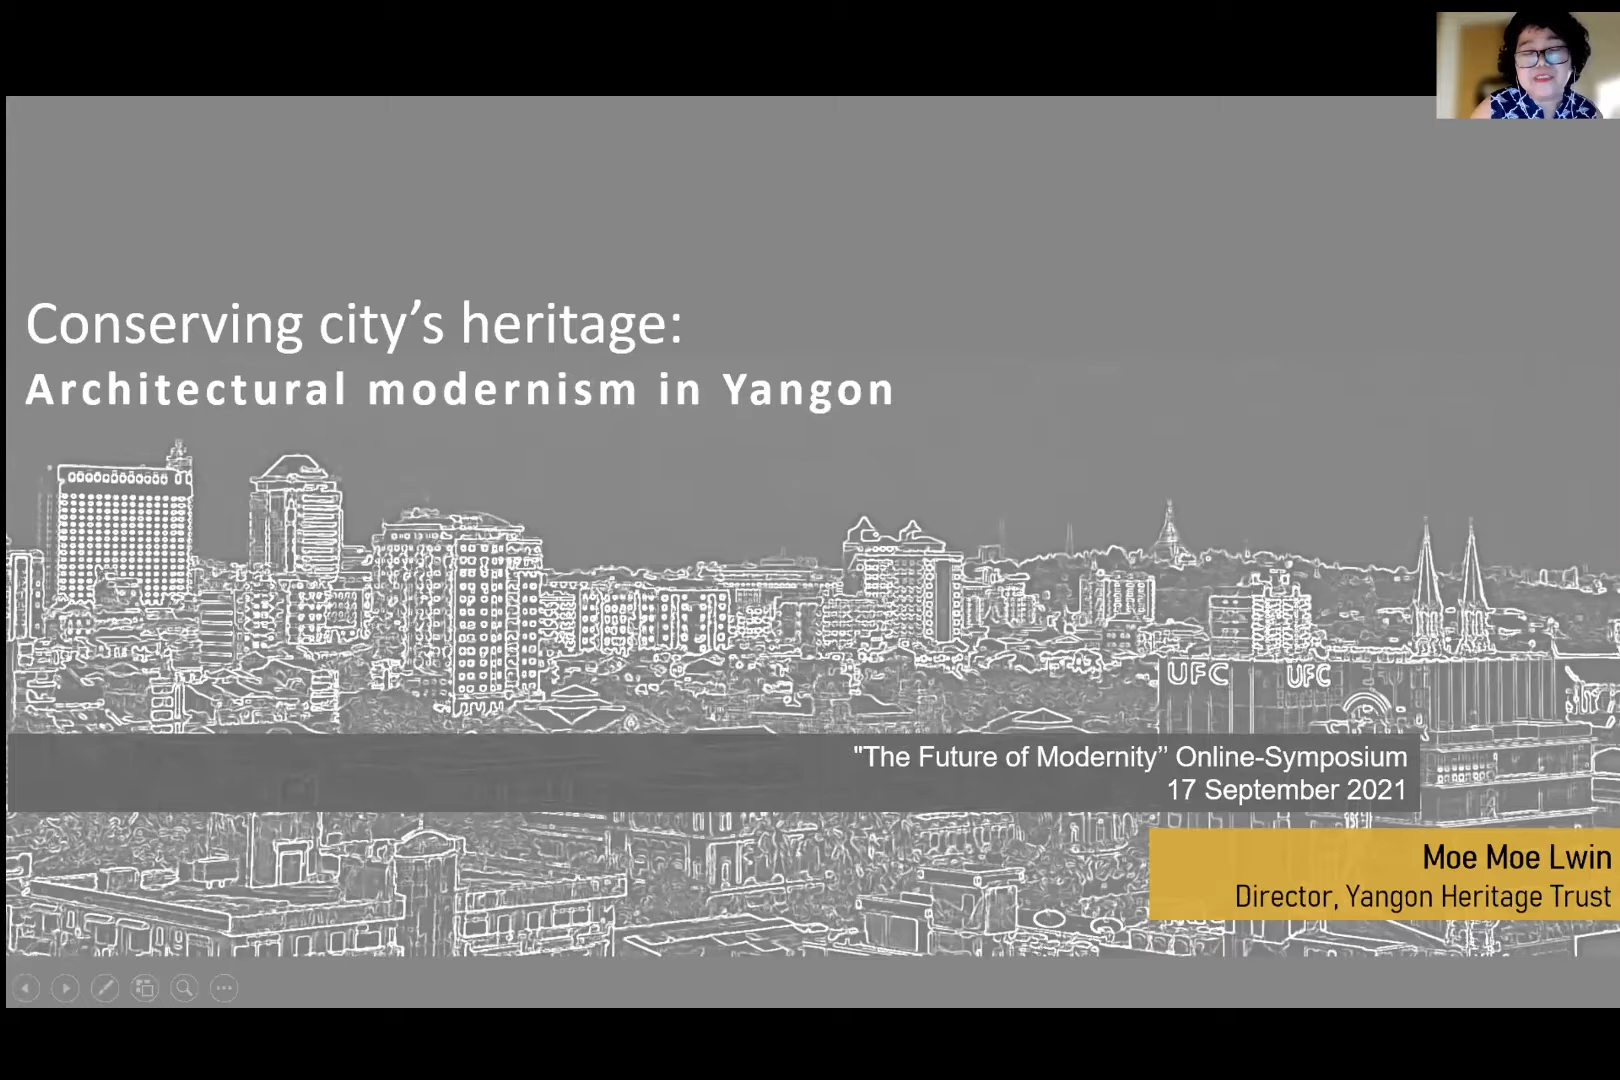 Conserving city’s heritage:
Architectural modernism in Yangon
UFC UFC
"The Future of Modernity” Online-Symposium
17 September 2021
Moe Moe Lwin
Director, Yangon Heritage Trust